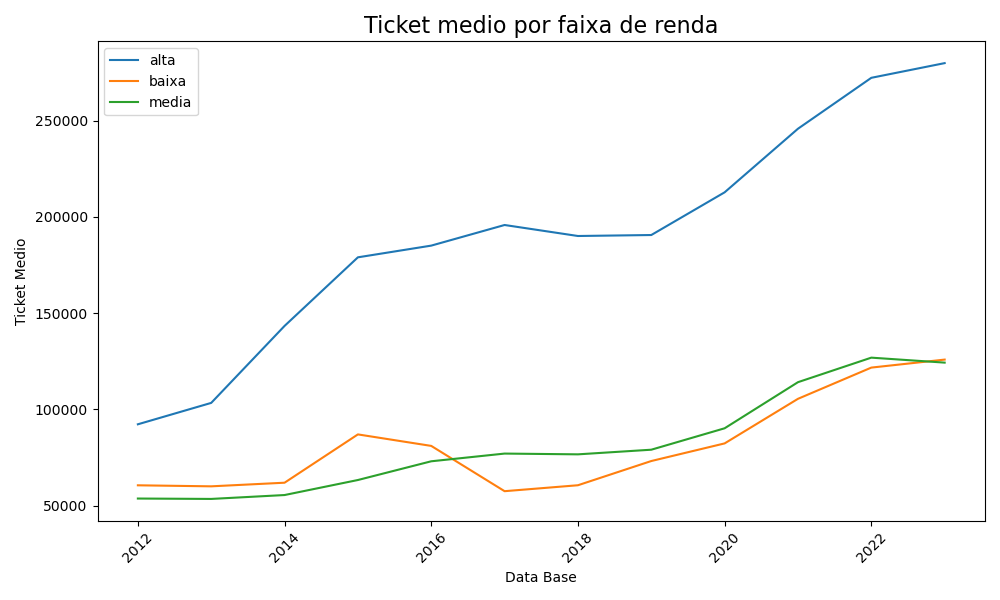 Ticket medio por faixa de renda
alta
baixa
media
250000
200000
150000
100000
50000
Ticket Medio
2012
2014
2016
2018
2020
2022
Data Base